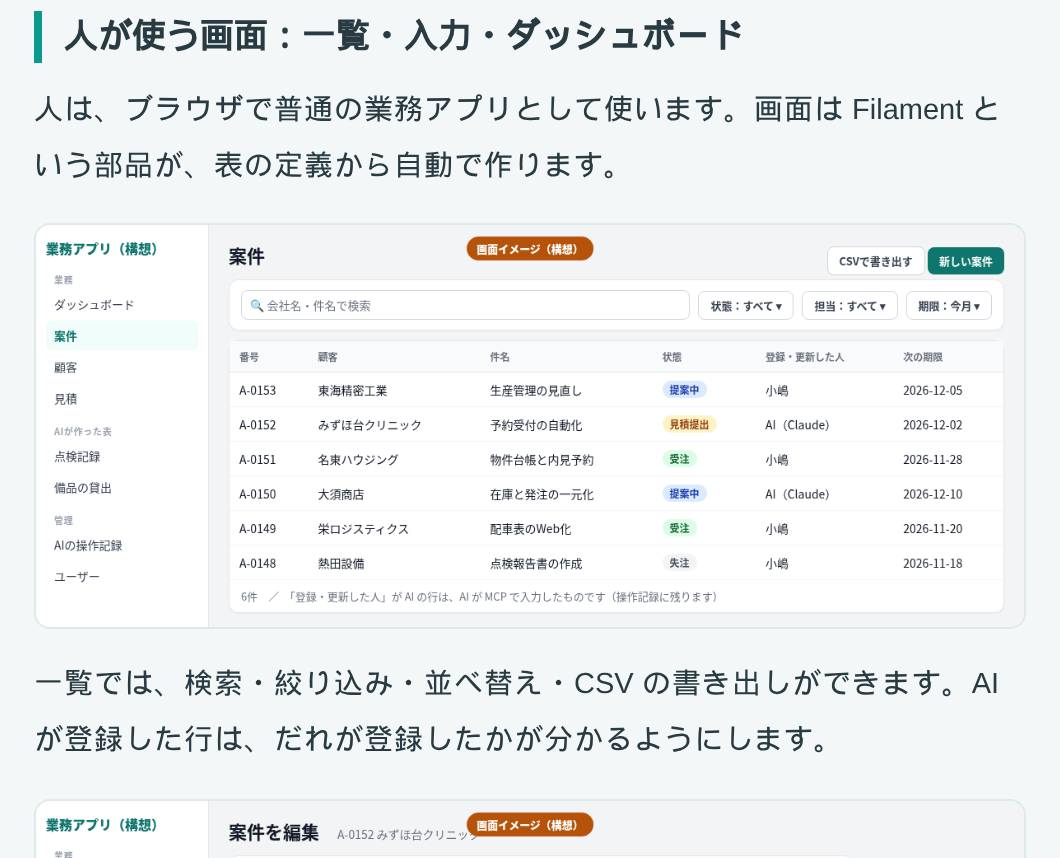 人が使う画面：一覧・入力・ダッシュボード
人は、ブラウザで普通の業務アプリとして使います。画面は Filament と
いう部品が、表の定義から自動で作ります。
業務アプリ（構想）
業務
ダッシュボード
案件
顧客
見積
AIが作った表
点検記録
備品の貸出
管理
AIの操作記録
ユーザー
案件
画面イメージ（構想）
CSVで書き出す
新しい案件
🔍 会社名・件名で検索
状態：すべて▾
担当：すべて▾
期限：今月▾
番号 顧客 件名 状態 登録・更新した人 次の期限
A-0153 東海精密工業 生産管理の見直し 提案中 小嶋 2026-12-05
A-0152 みずほ台クリニック 予約受付の自動化 見積提出 AI（Claude） 2026-12-02
A-0151 名東ハウジング 物件台帳と内見予約 受注 小嶋 2026-11-28
A-0150 大須商店 在庫と発注の一元化 提案中 AI（Claude） 2026-12-10
A-0149 栄ロジスティクス 配車表のWeb化 受注 小嶋 2026-11-20
A-0148 熱田設備 点検報告書の作成 失注 小嶋 2026-11-18
6件 ／ 「登録・更新した人」が AI の行は、AI が MCP で入力したものです（操作記録に残ります）
一覧では、検索・絞り込み・並べ替え・CSV の書き出しができます。AI
が登録した行は、だれが登録したかが分かるようにします。
業務アプリ（構想）
業務
案件を編集
A-0152 みずほ台クリニッ
画面イメージ（構想）